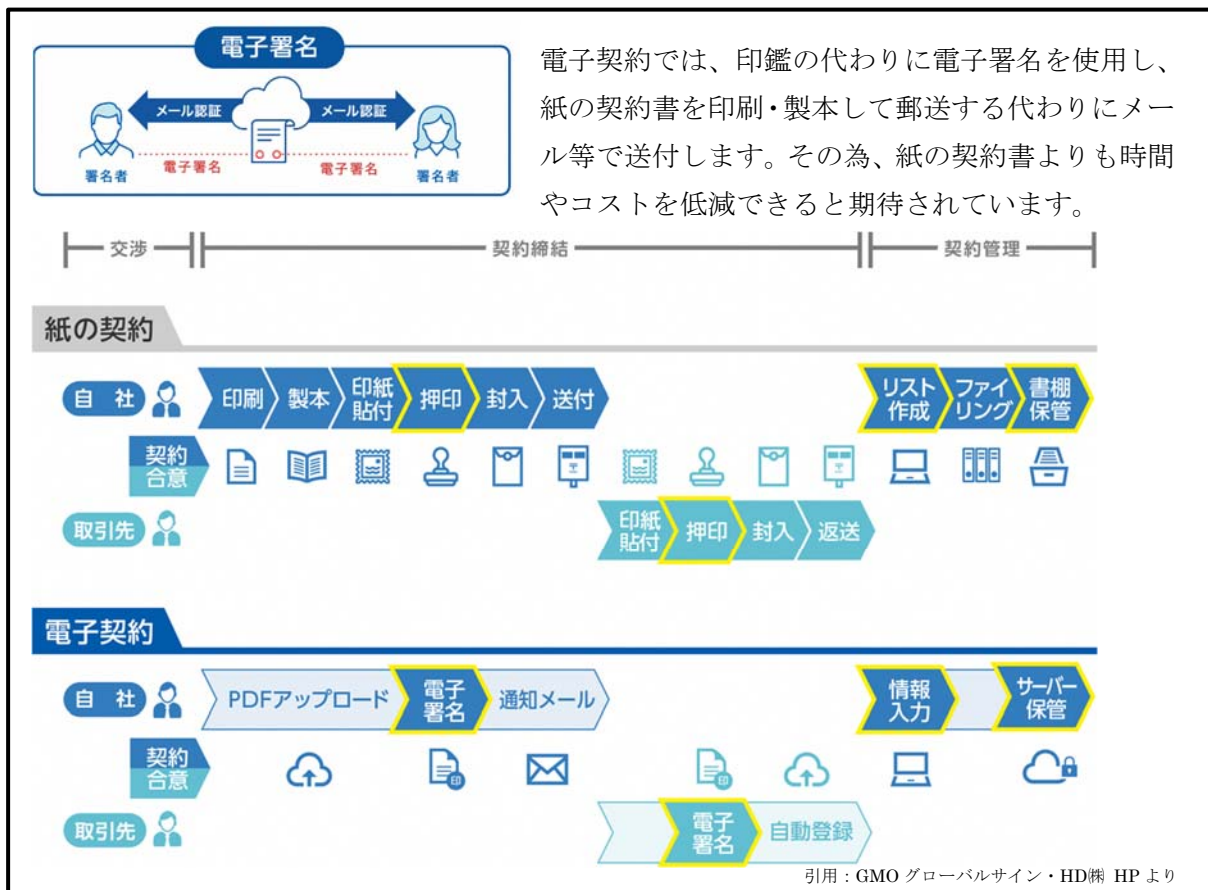 電子署名
メール認証 メール認証
電子署名 電子署名
署名者 署名者
電子契約では、印鑑の代わりに電子署名を使用し、
紙の契約書を印刷・製本して郵送する代わりにメー
ル等で送付します。その為、紙の契約書よりも時間
やコストを低減できると期待されています。
交渉 契約締結 契約管理
紙の契約
自社 印刷 製本 印紙貼付 押印 封入 送付 リスト作成 ファイリング 書棚保管
契約合意
取引先 印紙貼付 押印 封入 返送
電子契約
自社 PDFアップロード 電子署名 通知メール 情報入力 サーバー保管
契約合意
印 印
取引先 電子署名 自動登録
引用：GMO グローバルサイン・HD㈱ HP より